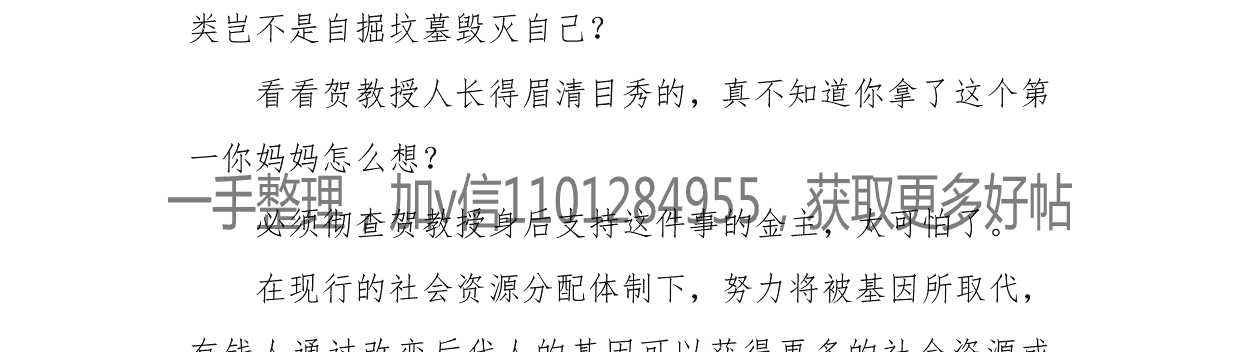 类岂不是自掘坟墓毁灭自己？
看看贺教授人长得眉清目秀的，真不知道你拿了这个第
一你妈妈怎么想？
一手整理，加v信1101284955，获取更多好帖
必须彻查贺教授身后支持这件事的金主，太可怕了。
在现行的社会资源分配体制下，努力将被基因所取代，
有钱人通过改变后代人的基因可以获得更多的社会资源或